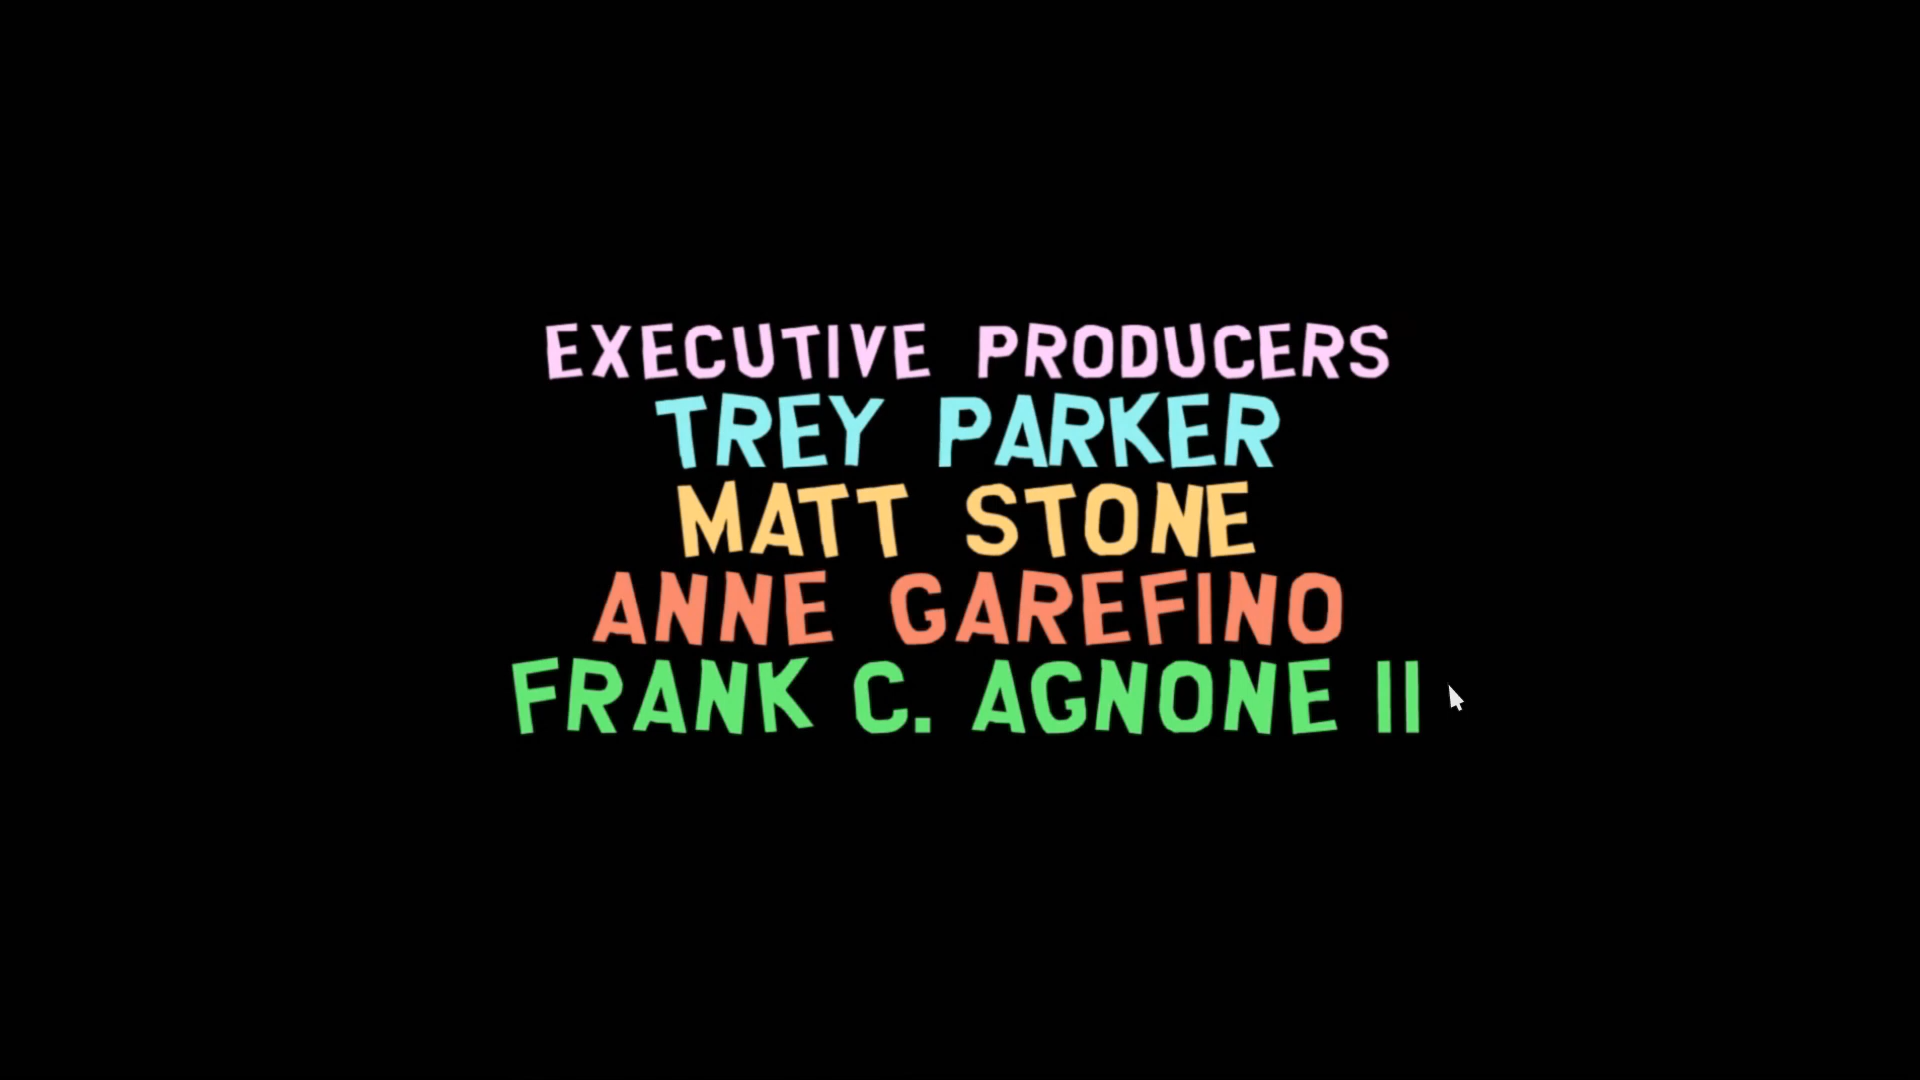 EXECUTIVE PRODUCERS
TREY PARKER
MATT STONE
ANNE GAREFINO
FRANK C. AGNONE II